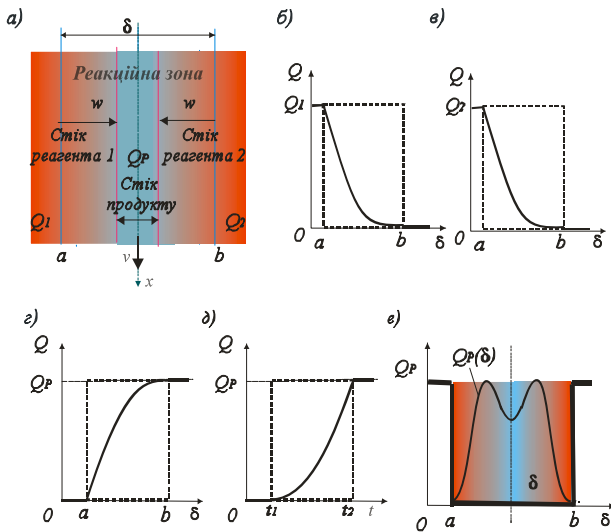 а)
δ
Реакційна зона
w
w
Стік
реагента 1
Стік
реагента 2
QP
Стік
продукту
Q1
Q2
a
b
v
x
б)
Q
Q1
0
a
b
δ
в)
Q
Q2
0
a
b
δ
г)
Q
QP
0
a
b
δ
д)
Q
QP
0
t1
t2
t
е)
QP
QP(δ)
δ
0
a
b
δ